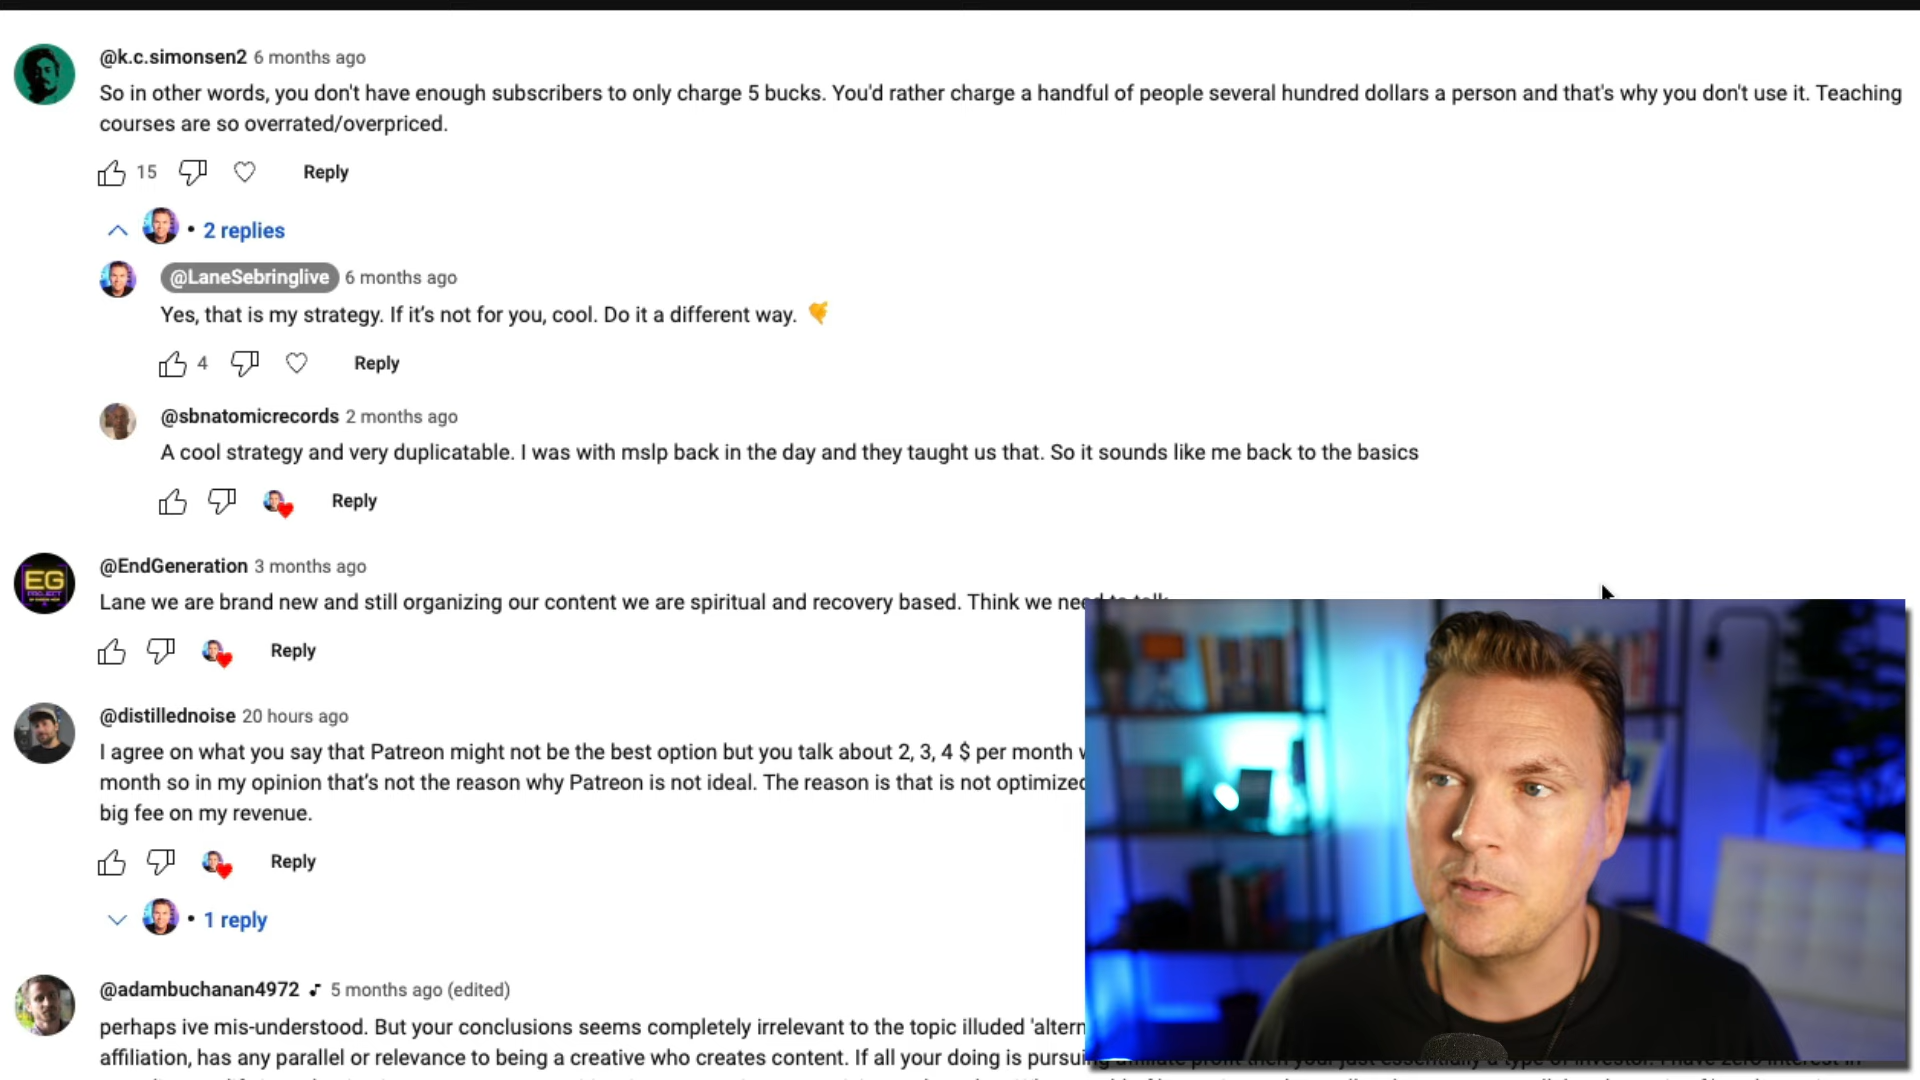 @k.c.simonsen2 6 months ago
So in other words, you don't have enough subscribers to only charge 5 bucks. You'd rather charge a handful of people several hundred dollars a person and that's why you don't use it. Teaching
courses are so overrated/overpriced.
15 Reply
• 2 replies
@LaneSebringlive 6 months ago
Yes, that is my strategy. If it's not for you, cool. Do it a different way.
4 Reply
@sbnatomicrecords 2 months ago
A cool strategy and very duplicatable. I was with mslp back in the day and they taught us that. So it sounds like me back to the basics
Reply
EG
@EndGeneration 3 months ago
Lane we are brand new and still organizing our content we are spiritual and recovery based. Think we need to talk
Reply
@distillednoise 20 hours ago
I agree on what you say that Patreon might not be the best option but you talk about 2, 3, 4 $ per month
month so in my opinion that's not the reason why Patreon is not ideal. The reason is that is not optimized
big fee on my revenue.
Reply
• 1 reply
@adambuchanan4972 5 months ago (edited)
perhaps ive mis-understood. But your conclusions seems completely irrelevant to the topic illuded 'altern
affiliation, has any parallel or relevance to being a creative who creates content. If all your doing is pursuing